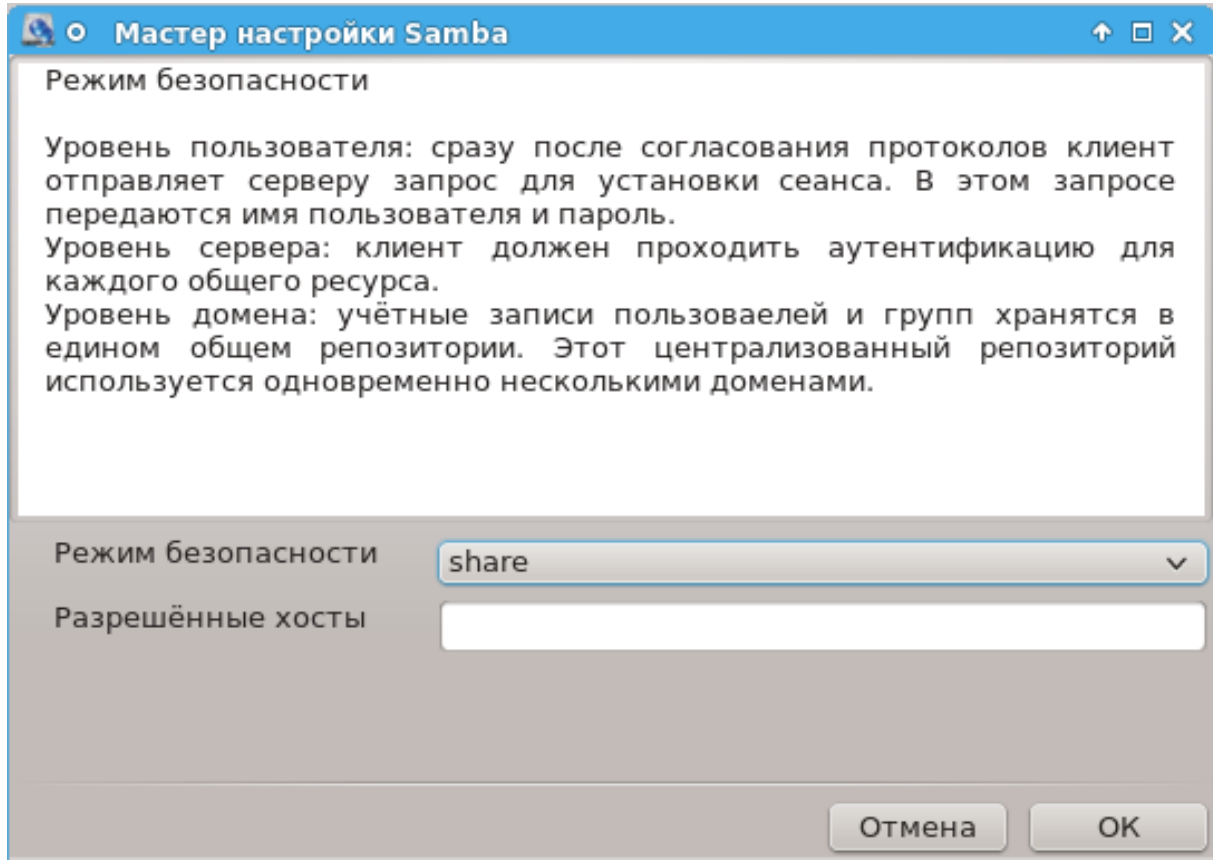 Мастер настройки Samba
Режим безопасности
Уровень пользователя: сразу после согласования протоколов клиент
отправляет серверу запрос для установки сеанса. В этом запросе
передаются имя пользователя и пароль.
Уровень сервера: клиент должен проходить аутентификацию для
каждого общего ресурса.
Уровень домена: учётные записи пользоваелей и групп хранятся в
едином общем репозитории. Этот централизованный репозиторий
используется одновременно несколькими доменами.
Режим безопасности share
Разрешённые хосты
Отмена OK